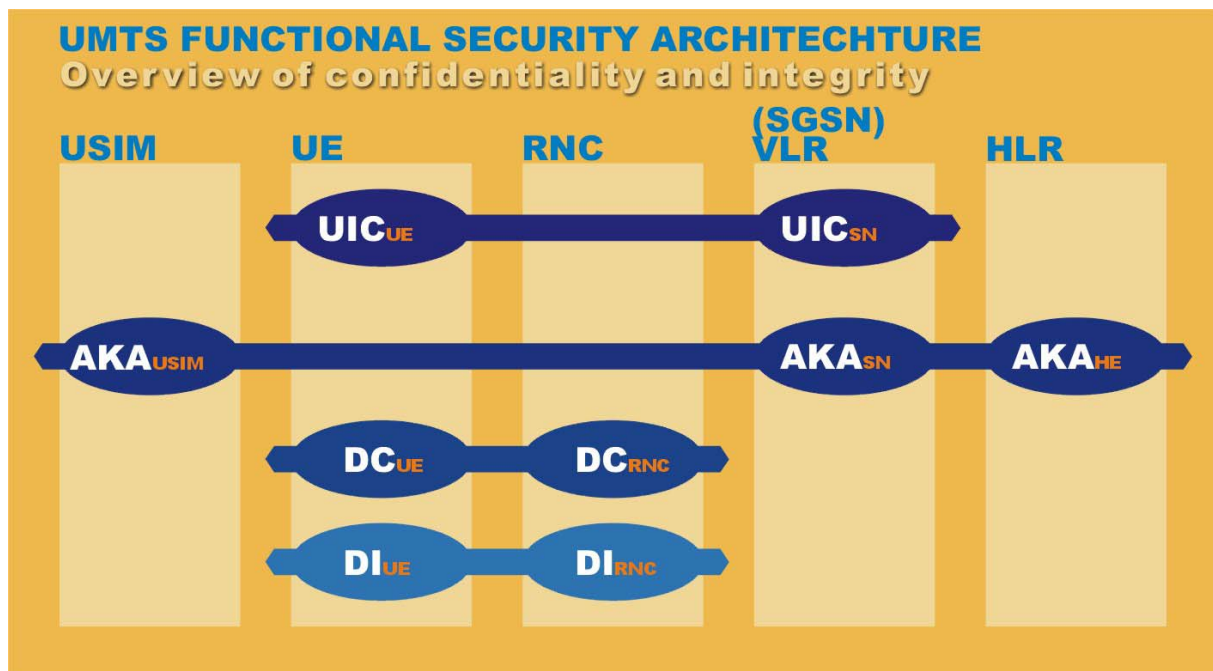 UMTS FUNCTIONAL SECURITY ARCHITECHTURE
Overview of confidentiality and integrity
USIM UE RNC (SGSN) VLR HLR
UICUE UICSN
AKAUSIM AKASN AKAHE
DCUE DCRNC
DIUE DIRNC